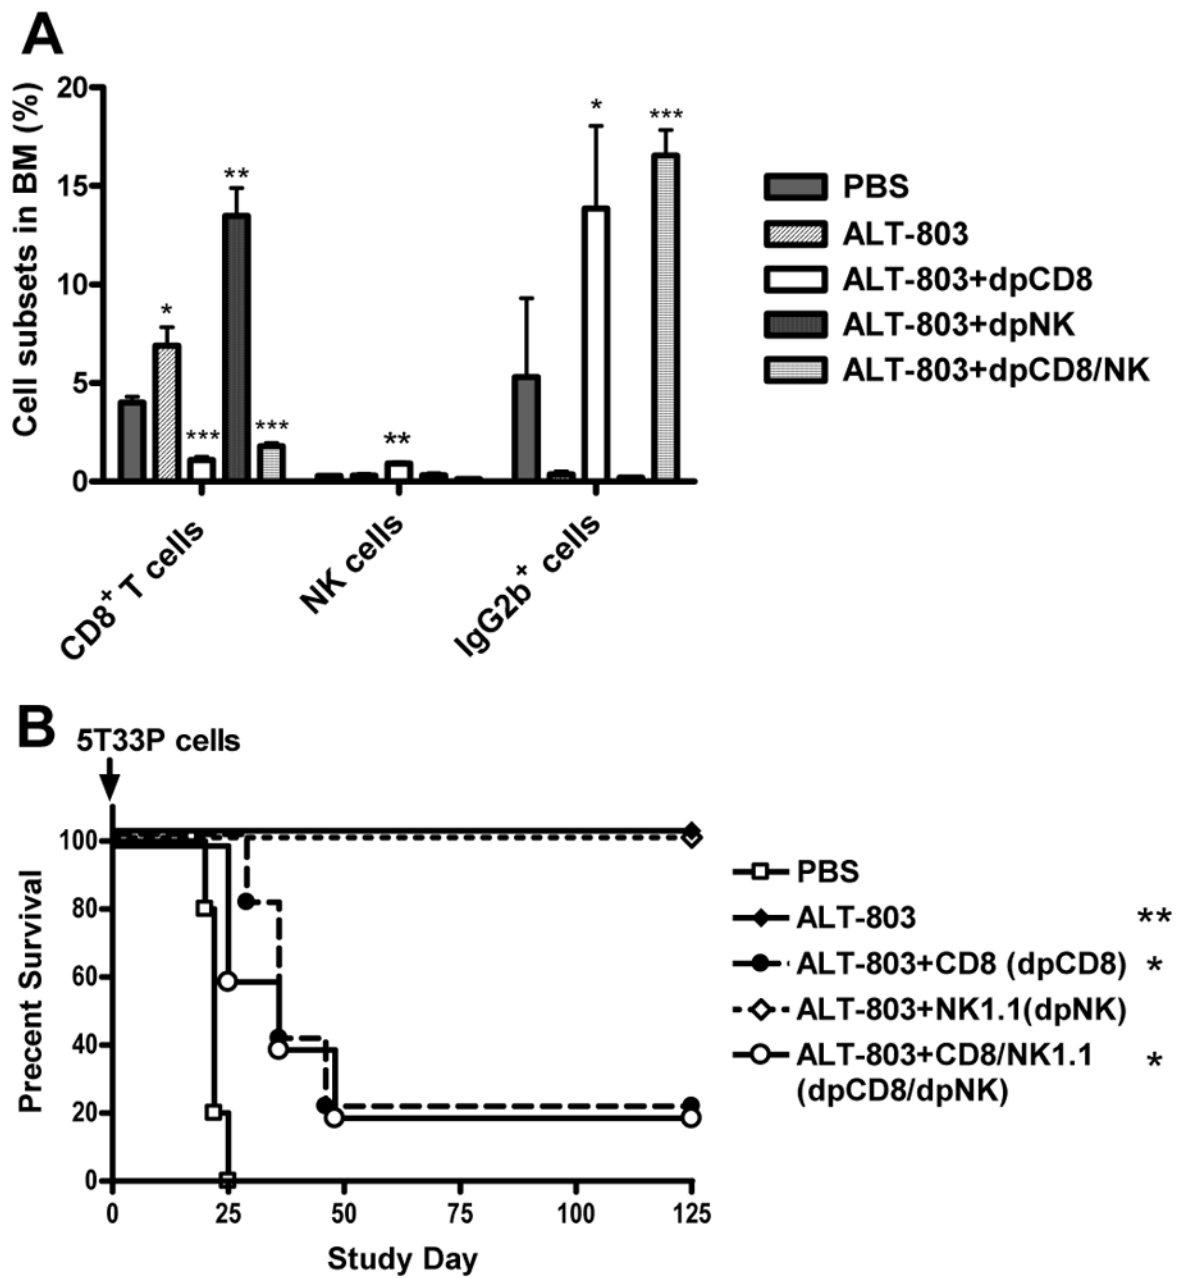 A
20
15
10
5
0
Cell subsets in BM (%)
*
***
**
***
**
*
***
CD8+ T cells
NK cells
IgG2b+ cells
PBS
ALT-803
ALT-803+dpCD8
ALT-803+dpNK
ALT-803+dpCD8/NK
B
5T33P cells
100
80
60
40
20
0
Precent Survival
0 25 50 75 100 125
Study Day
PBS
ALT-803 **
ALT-803+CD8 (dpCD8) *
ALT-803+NK1.1(dpNK)
ALT-803+CD8/NK1.1 *
(dpCD8/dpNK)